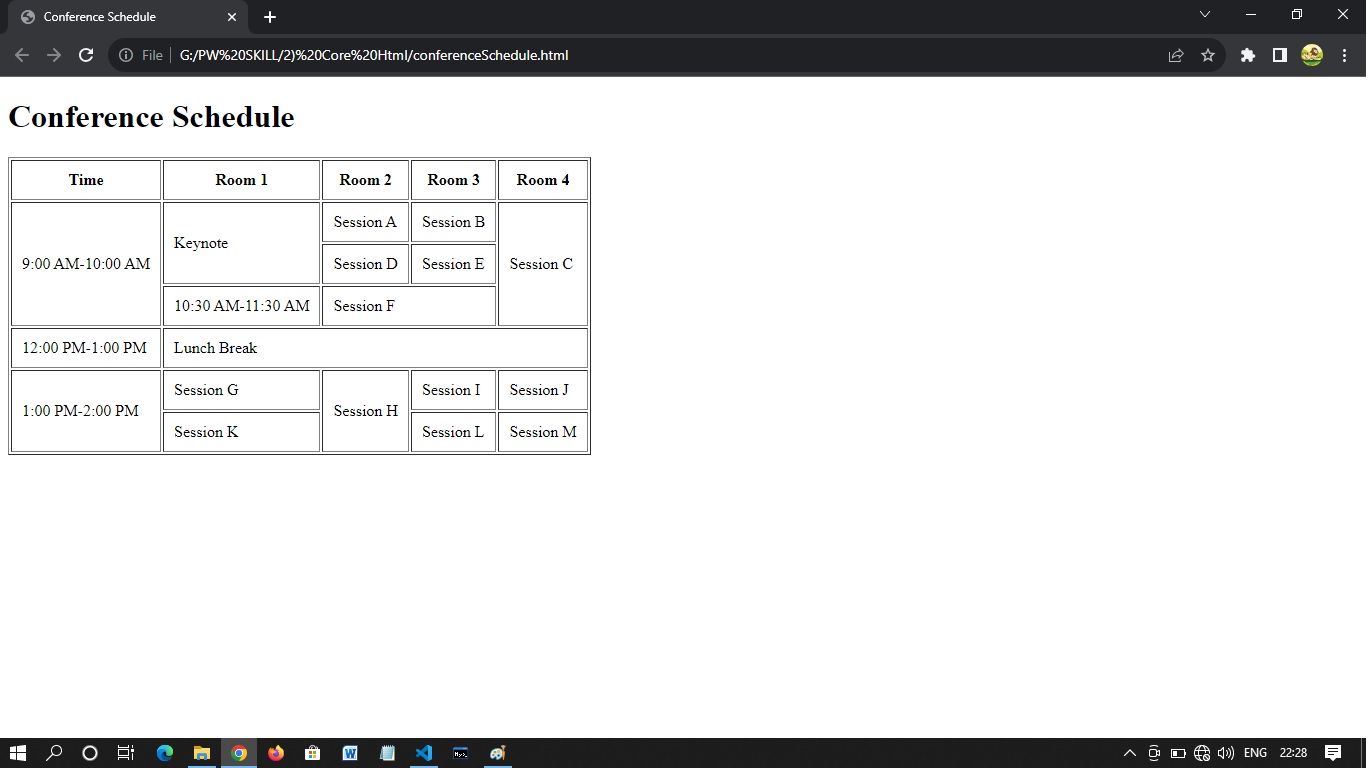 Conference Schedule
File G:/PW%20SKILL/2)%20Core%20Html/conferenceSchedule.html
Conference Schedule
Time Room 1 Room 2 Room 3 Room 4
9:00 AM-10:00 AM Keynote Session A Session B Session C
Session D Session E
10:30 AM-11:30 AM Session F
12:00 PM-1:00 PM Lunch Break
1:00 PM-2:00 PM Session G Session H Session I Session J
Session K Session L Session M
ENG 22:28